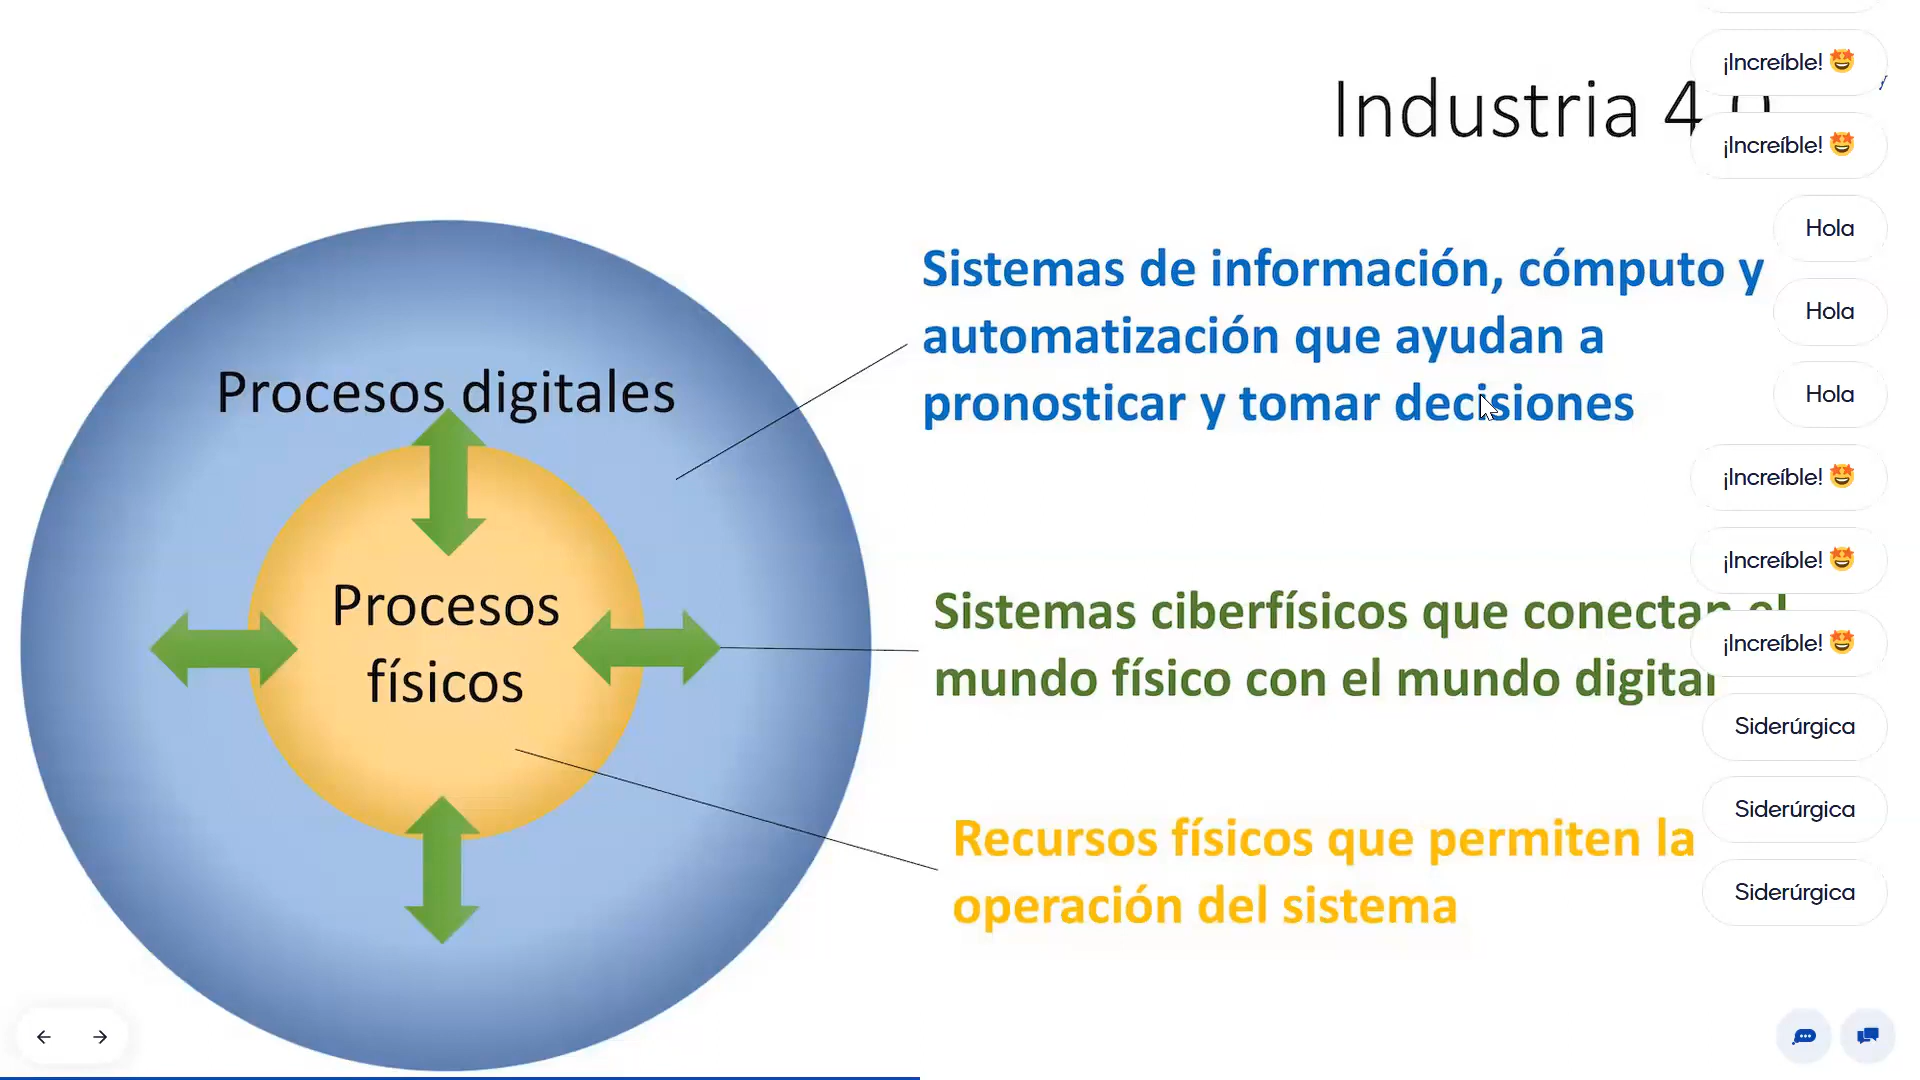 Industria 4.0
Procesos digitales
Procesos
físicos
Sistemas de información, cómputo y
automatización que ayudan a
pronosticar y tomar decisiones
Sistemas ciberfísicos que conectan el
mundo físico con el mundo digital
Recursos físicos que permiten la
operación del sistema
¡Increíble! 🤩
¡Increíble! 🤩
Hola
Hola
Hola
¡Increíble! 🤩
¡Increíble! 🤩
¡Increíble! 🤩
Siderúrgica
Siderúrgica
Siderúrgica